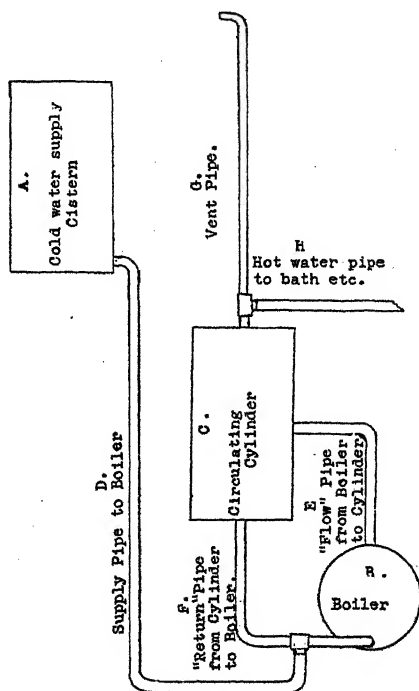 A.
Cold water supply
Cistern
G.
Vent Pipe.
H
Hot water pipe
to bath etc.
C.
Circulating
Cylinder
D.
Supply Pipe to Boiler
E
"Flow" Pipe
from Boiler
to Cylinder
F.
"Return"Pipe
from Cylinder
to Boiler.
B.
Boiler